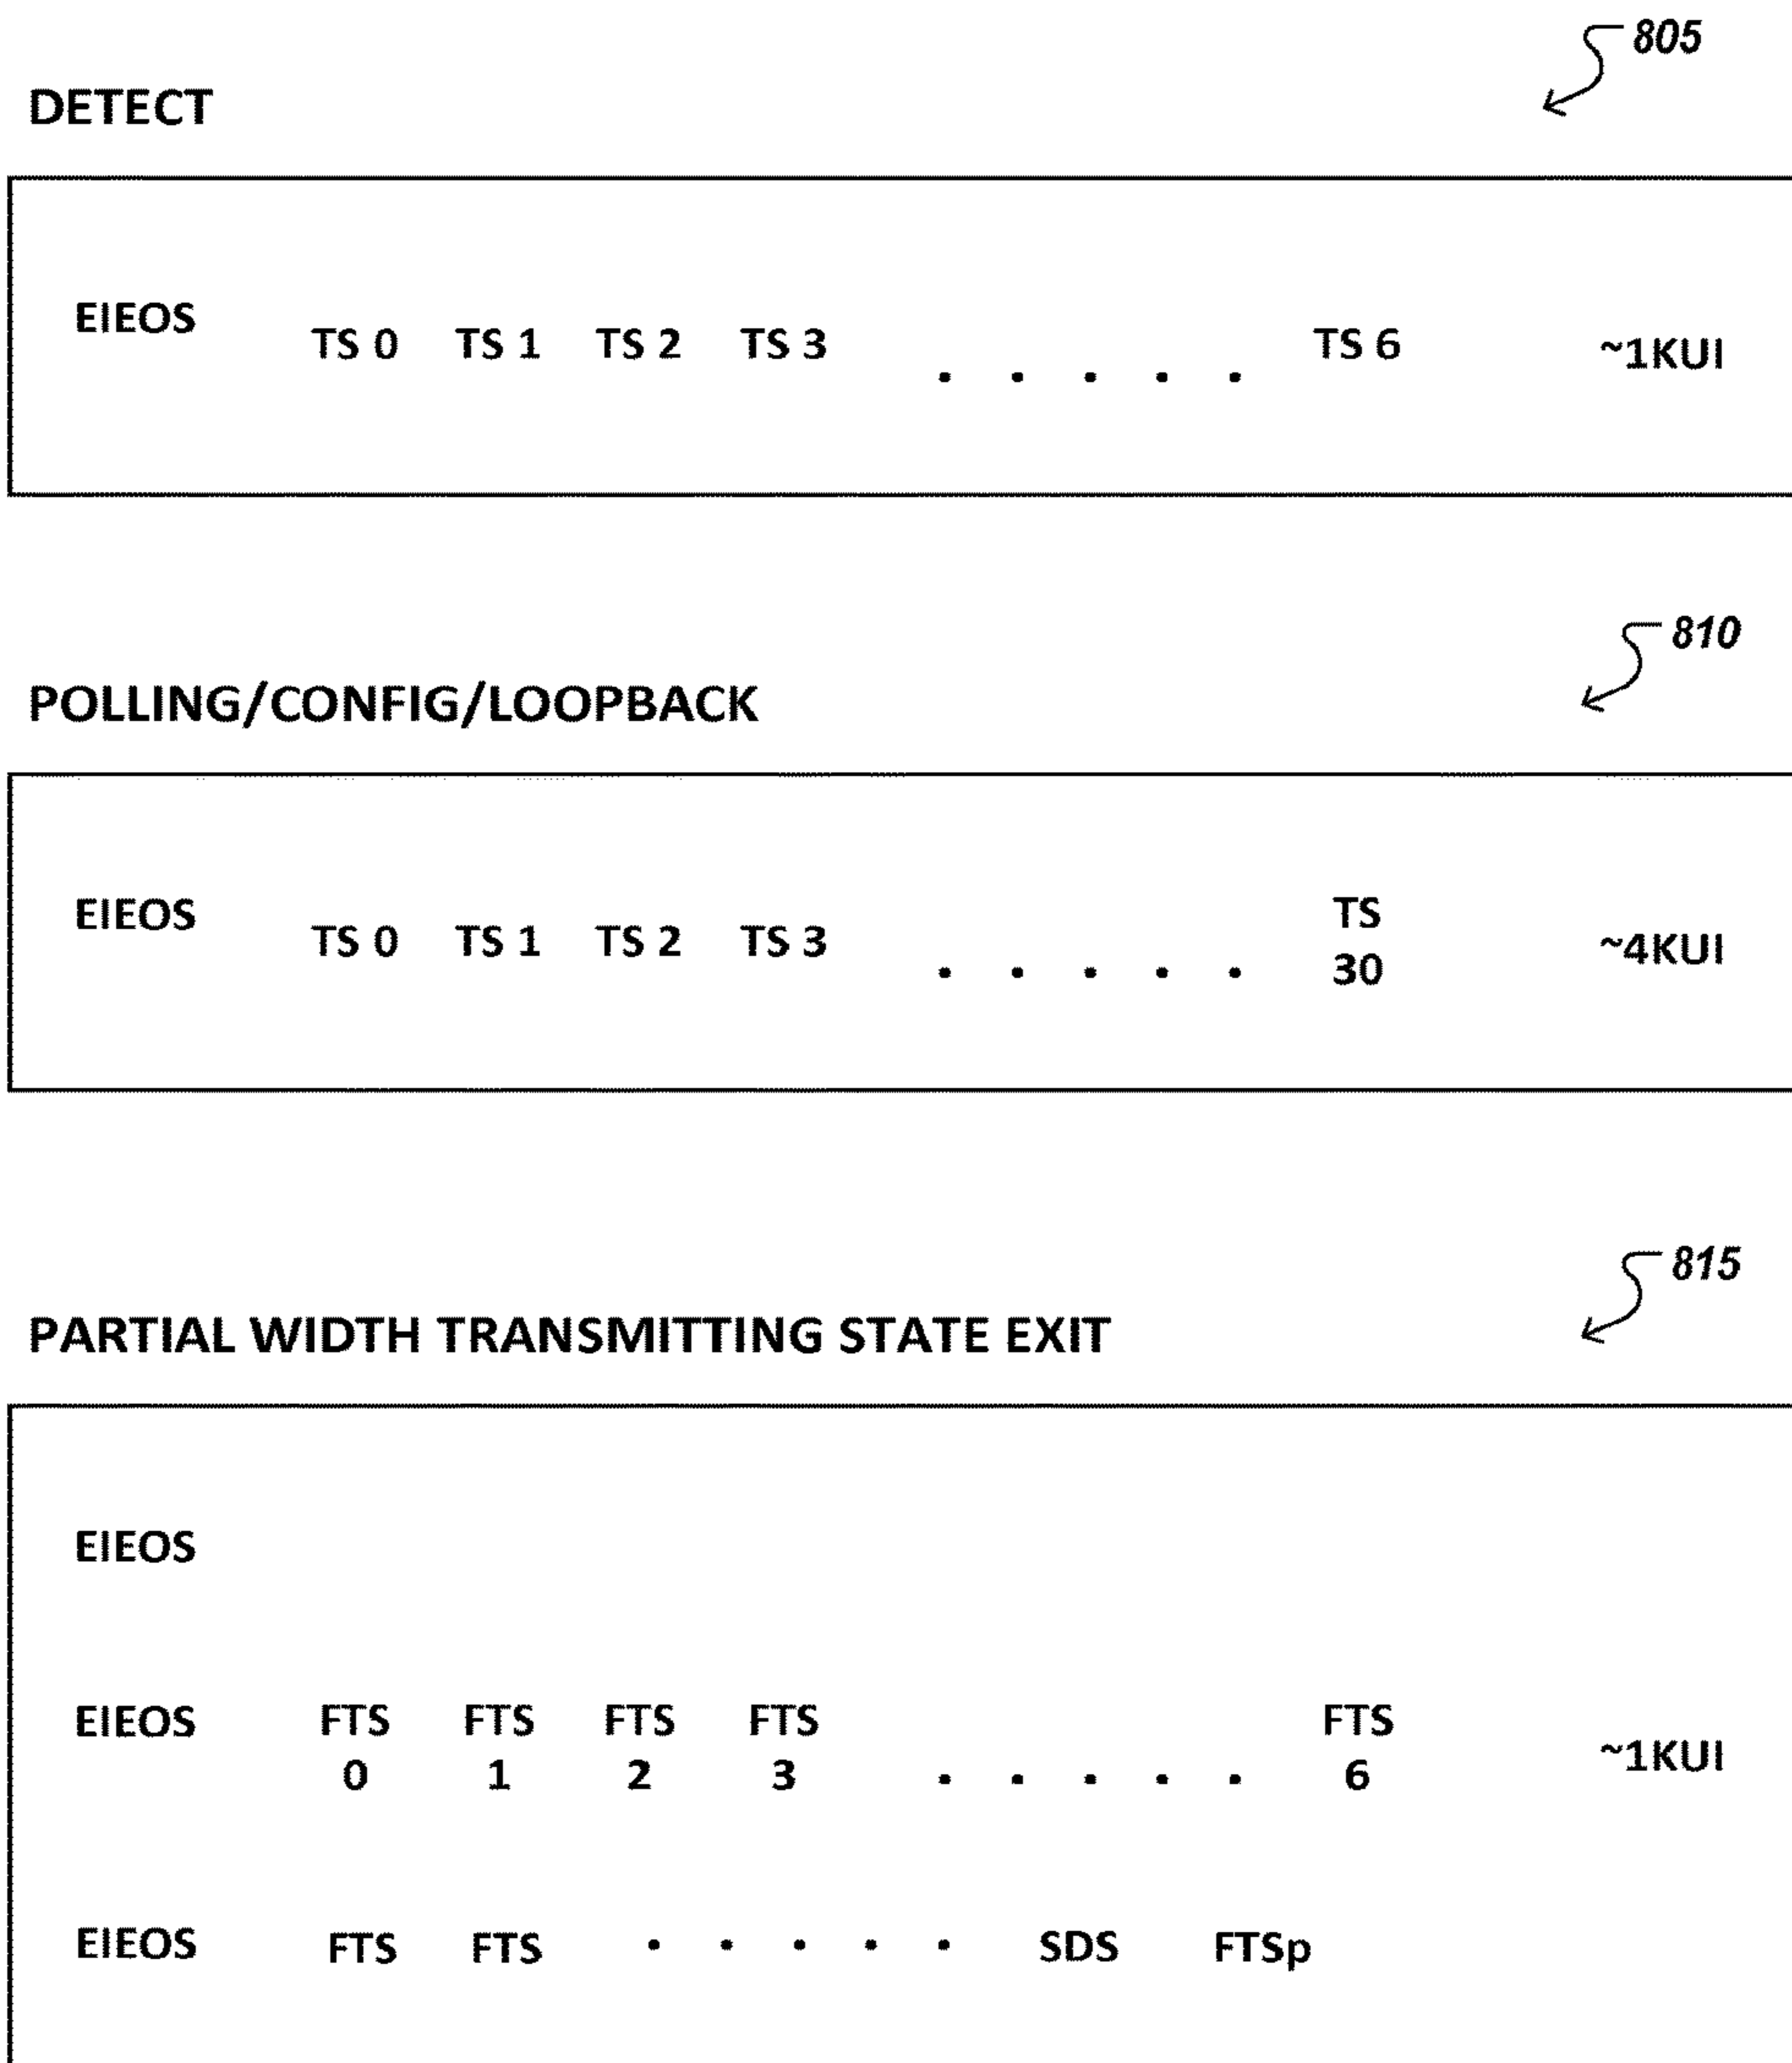 805
DETECT
EIEOS TS 0 TS 1 TS 2 TS 3 . . . . . TS 6 ~1KUI
810
POLLING/CONFIG/LOOPBACK
EIEOS TS 0 TS 1 TS 2 TS 3 . . . . . TS 30 ~4KUI
815
PARTIAL WIDTH TRANSMITTING STATE EXIT
EIEOS
EIEOS FTS 0 FTS 1 FTS 2 FTS 3 . . . . . FTS 6 ~1KUI
EIEOS FTS FTS . . . . . SDS FTSp